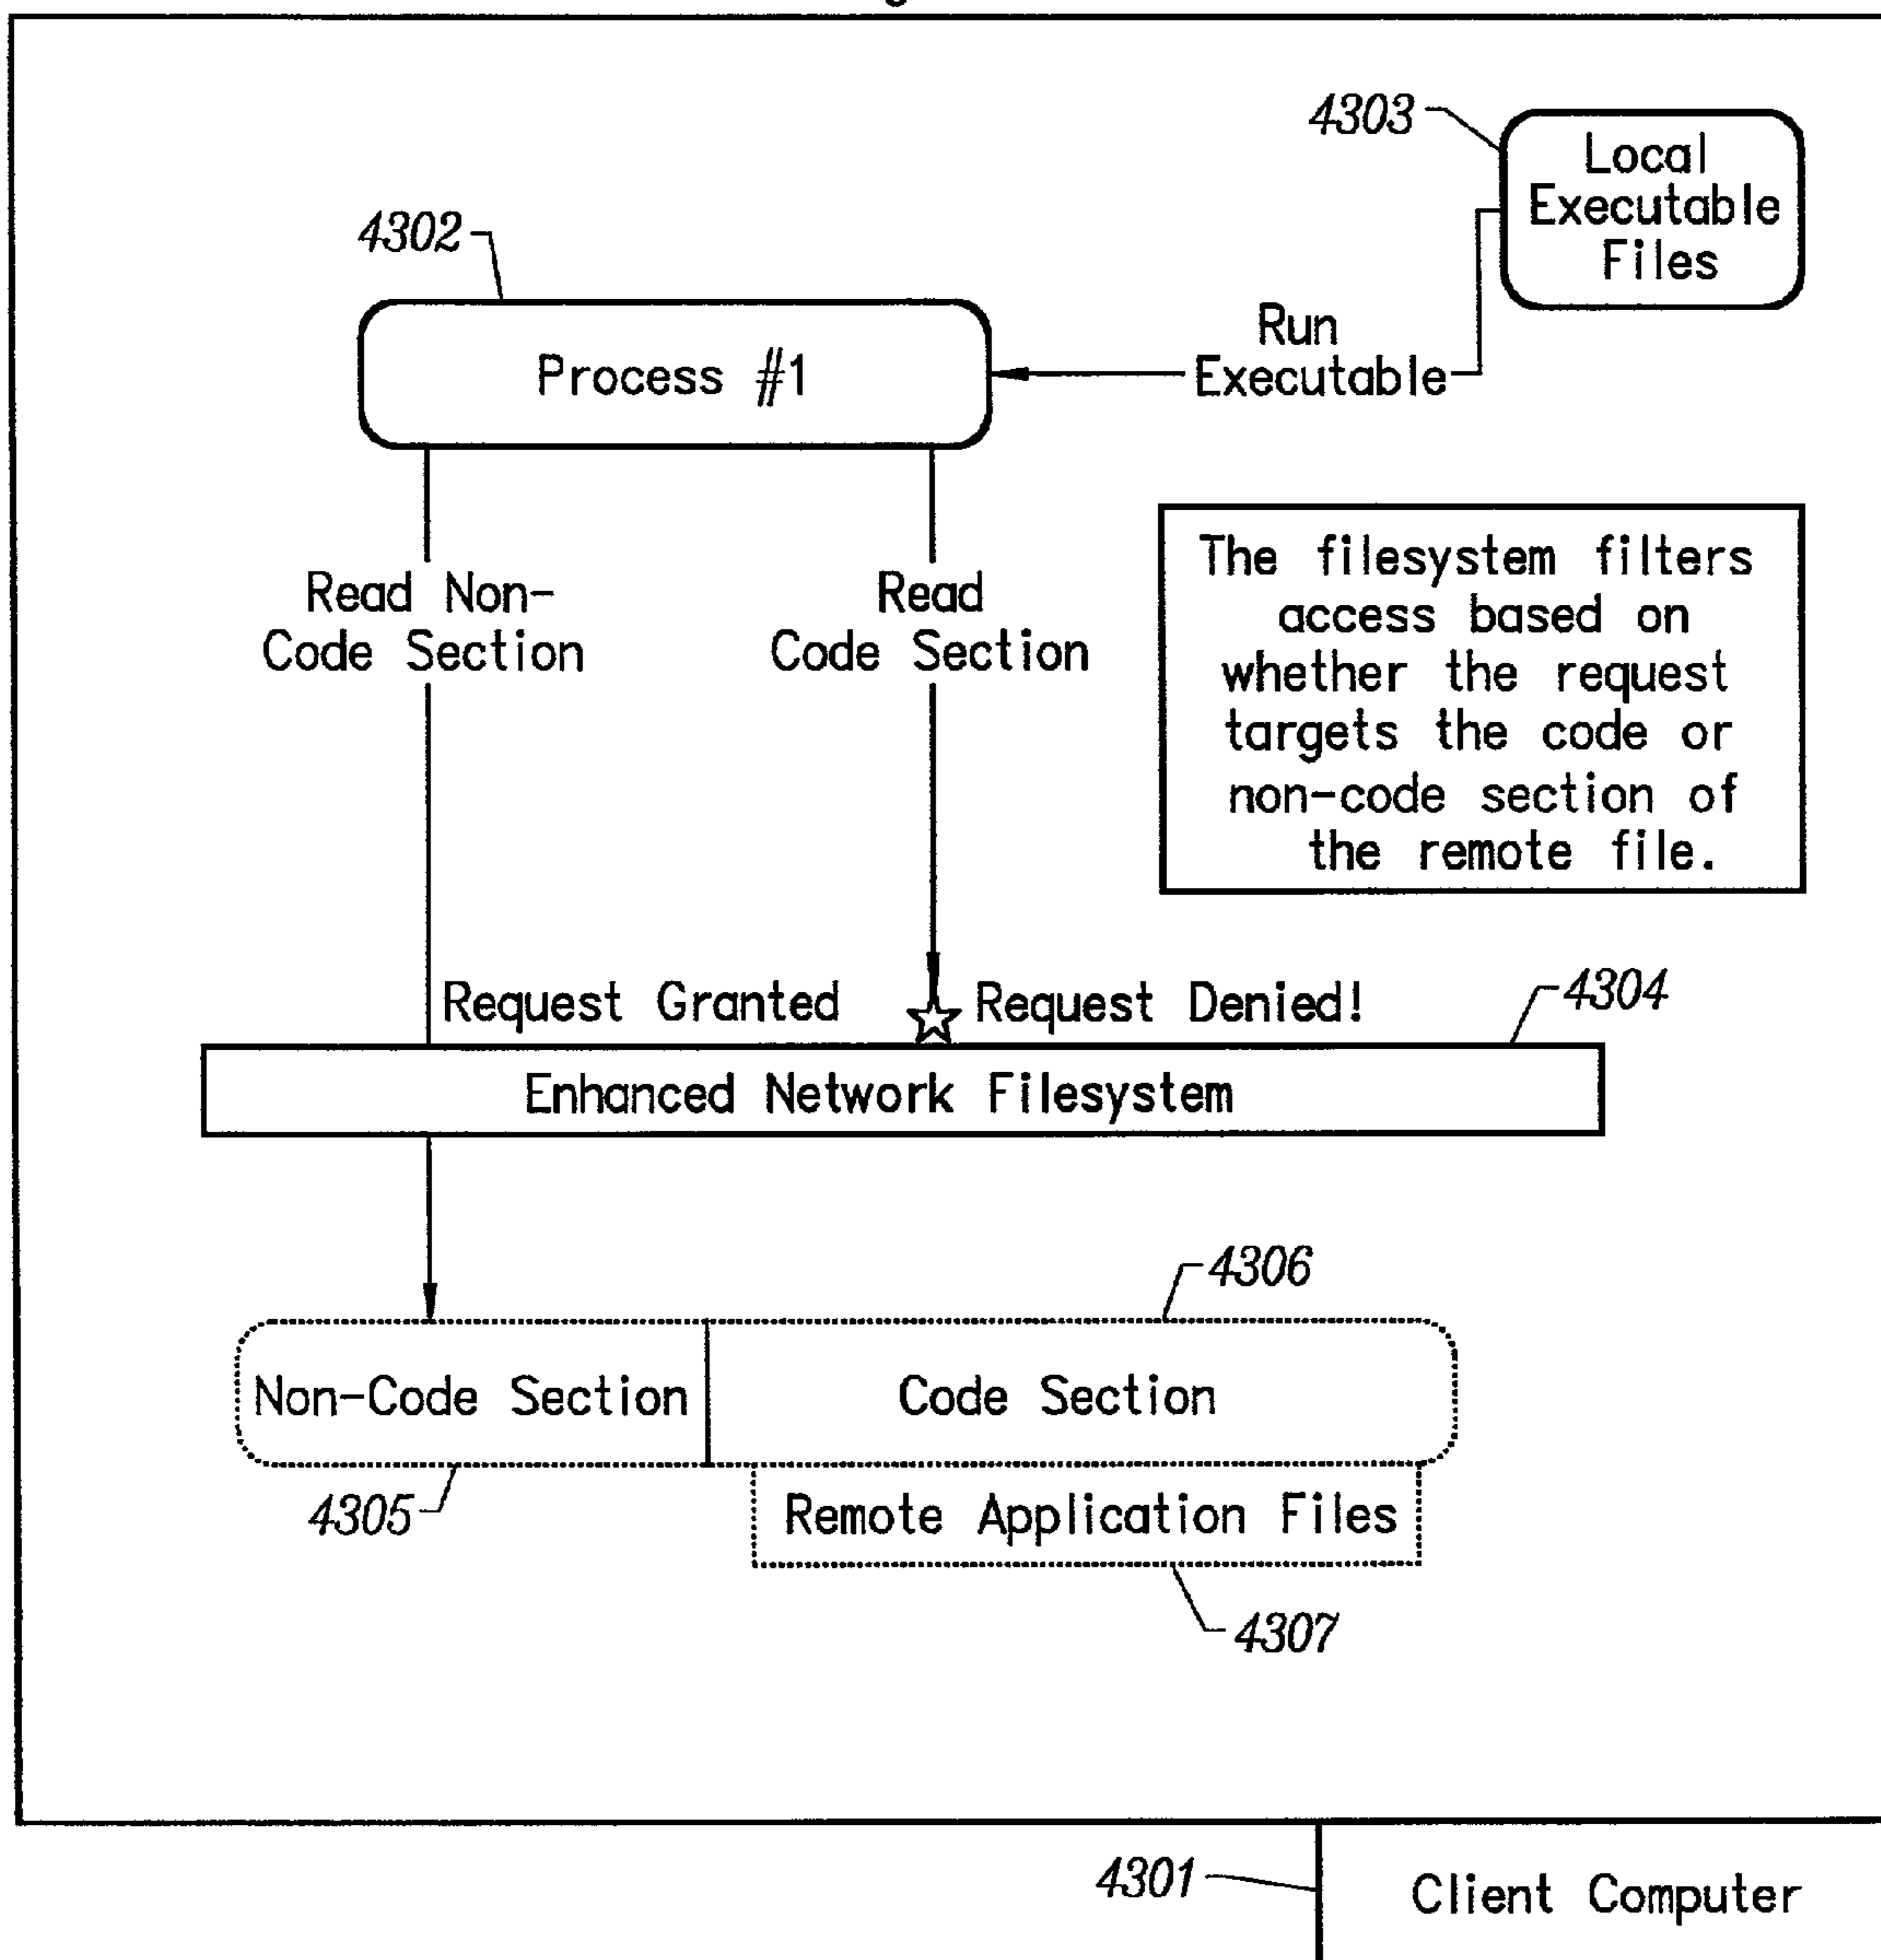 4303
Local
Executable
Files
4302
Run
Executable
Process #1
Read Non-
Code Section
Read
Code Section
The filesystem filters
access based on
whether the request
targets the code or
non-code section of
the remote file.
Request Granted
Request Denied!
4304
Enhanced Network Filesystem
4306
Non-Code Section
Code Section
4305
Remote Application Files
4307
4301
Client Computer